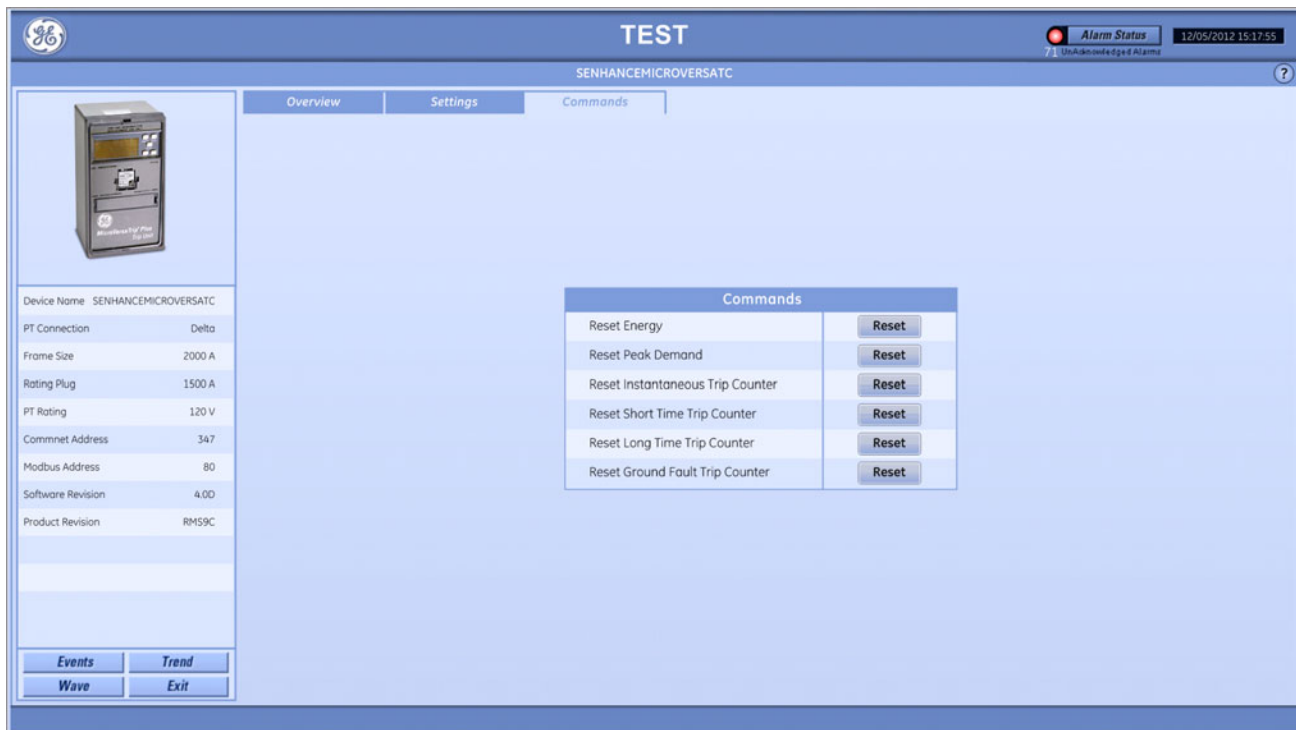 TEST
Alarm Status
12/05/2012 15:17:55
71 UnAcknowledged Alarms
SENHANCEMICROVERSATC
?
Overview Settings Commands
MicroVersaTrip Plus
Trip Unit
Device Name SENHANCEMICROVERSATC
PT Connection Delta
Frame Size 2000 A
Rating Plug 1500 A
PT Rating 120 V
Commnet Address 347
Modbus Address 80
Software Revision 4.0D
Product Revision RMS9C
Commands
Reset Energy Reset
Reset Peak Demand Reset
Reset Instantaneous Trip Counter Reset
Reset Short Time Trip Counter Reset
Reset Long Time Trip Counter Reset
Reset Ground Fault Trip Counter Reset
Events Trend
Wave Exit